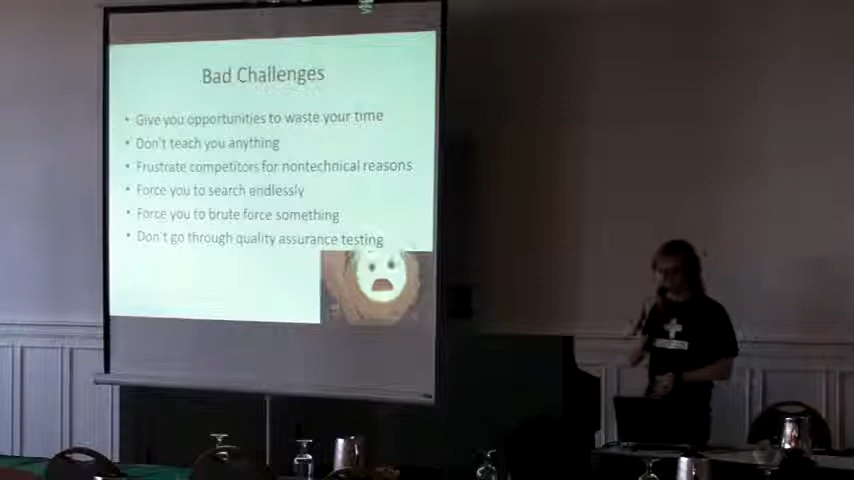 Bad Challenges
• Give you opportunities to waste your time
• Don't teach you anything
• Frustrate competitors for nontechnical reasons
• Force you to search endlessly
• Force you to brute force something
• Don't go through quality assurance testing